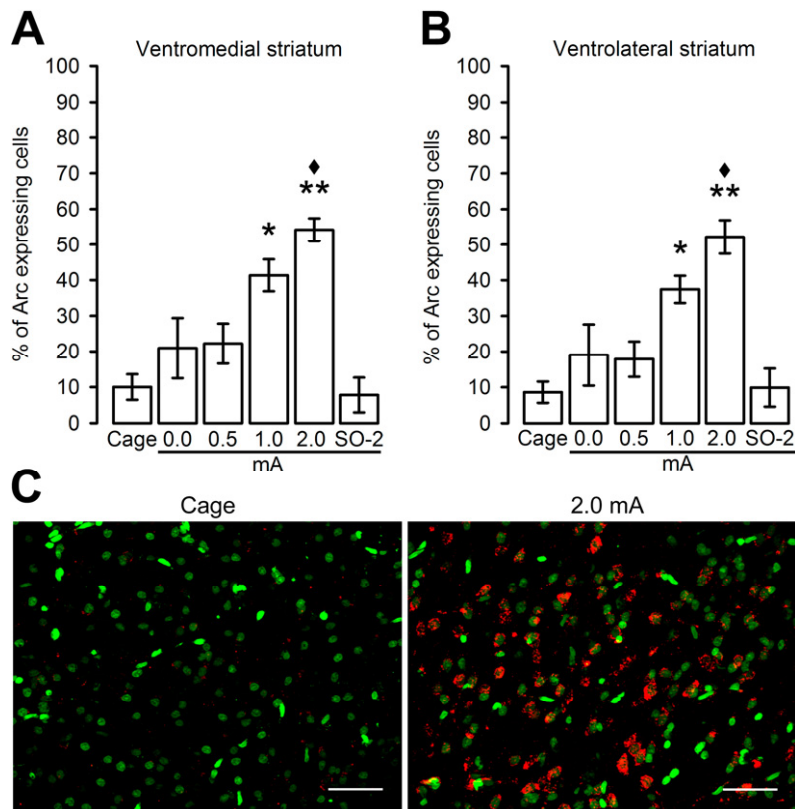 A
Ventromedial striatum
% of Arc expressing cells
100
90
80
70
60
50
40
30
20
10
0
♦
**
*
Cage 0.0 0.5 1.0 2.0 SO-2
mA
B
Ventrolateral striatum
% of Arc expressing cells
100
90
80
70
60
50
40
30
20
10
0
♦
**
*
Cage 0.0 0.5 1.0 2.0 SO-2
mA
C
Cage
2.0 mA